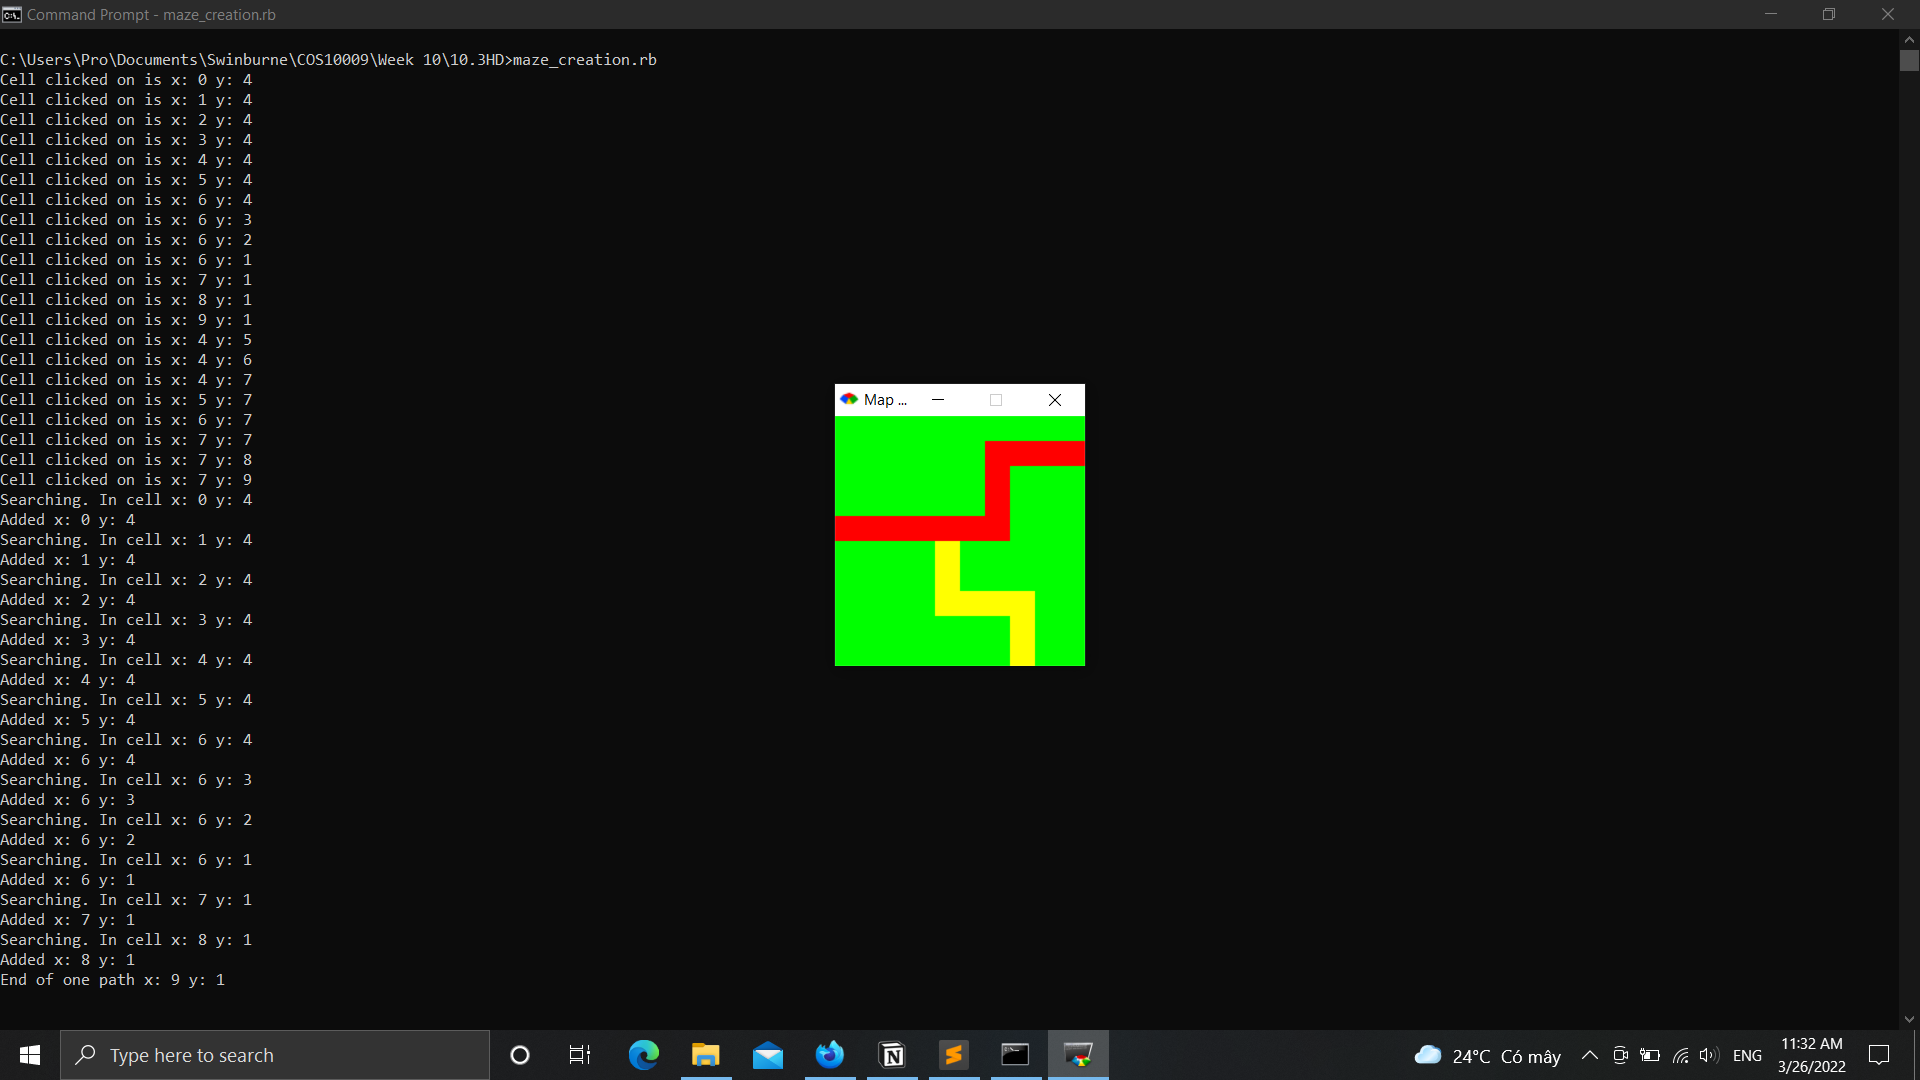 Command Prompt - maze_creation.rb
C:\Users\Pro\Documents\Swinburne\COS10009\Week 10\10.3HD>maze_creation.rb
Cell clicked on is x: 0 y: 4
Cell clicked on is x: 1 y: 4
Cell clicked on is x: 2 y: 4
Cell clicked on is x: 3 y: 4
Cell clicked on is x: 4 y: 4
Cell clicked on is x: 5 y: 4
Cell clicked on is x: 6 y: 4
Cell clicked on is x: 6 y: 3
Cell clicked on is x: 6 y: 2
Cell clicked on is x: 6 y: 1
Cell clicked on is x: 7 y: 1
Cell clicked on is x: 8 y: 1
Cell clicked on is x: 9 y: 1
Cell clicked on is x: 4 y: 5
Cell clicked on is x: 4 y: 6
Cell clicked on is x: 4 y: 7
Cell clicked on is x: 5 y: 7
Cell clicked on is x: 6 y: 7
Cell clicked on is x: 7 y: 7
Cell clicked on is x: 7 y: 8
Cell clicked on is x: 7 y: 9
Searching. In cell x: 0 y: 4
Added x: 0 y: 4
Searching. In cell x: 1 y: 4
Added x: 1 y: 4
Searching. In cell x: 2 y: 4
Added x: 2 y: 4
Searching. In cell x: 3 y: 4
Added x: 3 y: 4
Searching. In cell x: 4 y: 4
Added x: 4 y: 4
Searching. In cell x: 5 y: 4
Added x: 5 y: 4
Searching. In cell x: 6 y: 4
Added x: 6 y: 4
Searching. In cell x: 6 y: 3
Added x: 6 y: 3
Searching. In cell x: 6 y: 2
Added x: 6 y: 2
Searching. In cell x: 6 y: 1
Added x: 6 y: 1
Searching. In cell x: 7 y: 1
Added x: 7 y: 1
Searching. In cell x: 8 y: 1
Added x: 8 y: 1
End of one path x: 9 y: 1
Map ...
Type here to search
24°C Có mây
ENG
11:32 AM
3/26/2022